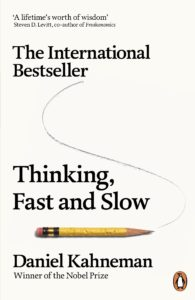 ‘A lifetime’s worth of wisdom’
Steven D. Levitt, co-author of Freakonomics
The International
Bestseller
Thinking,
Fast and Slow
Daniel Kahneman
Winner of the Nobel Prize